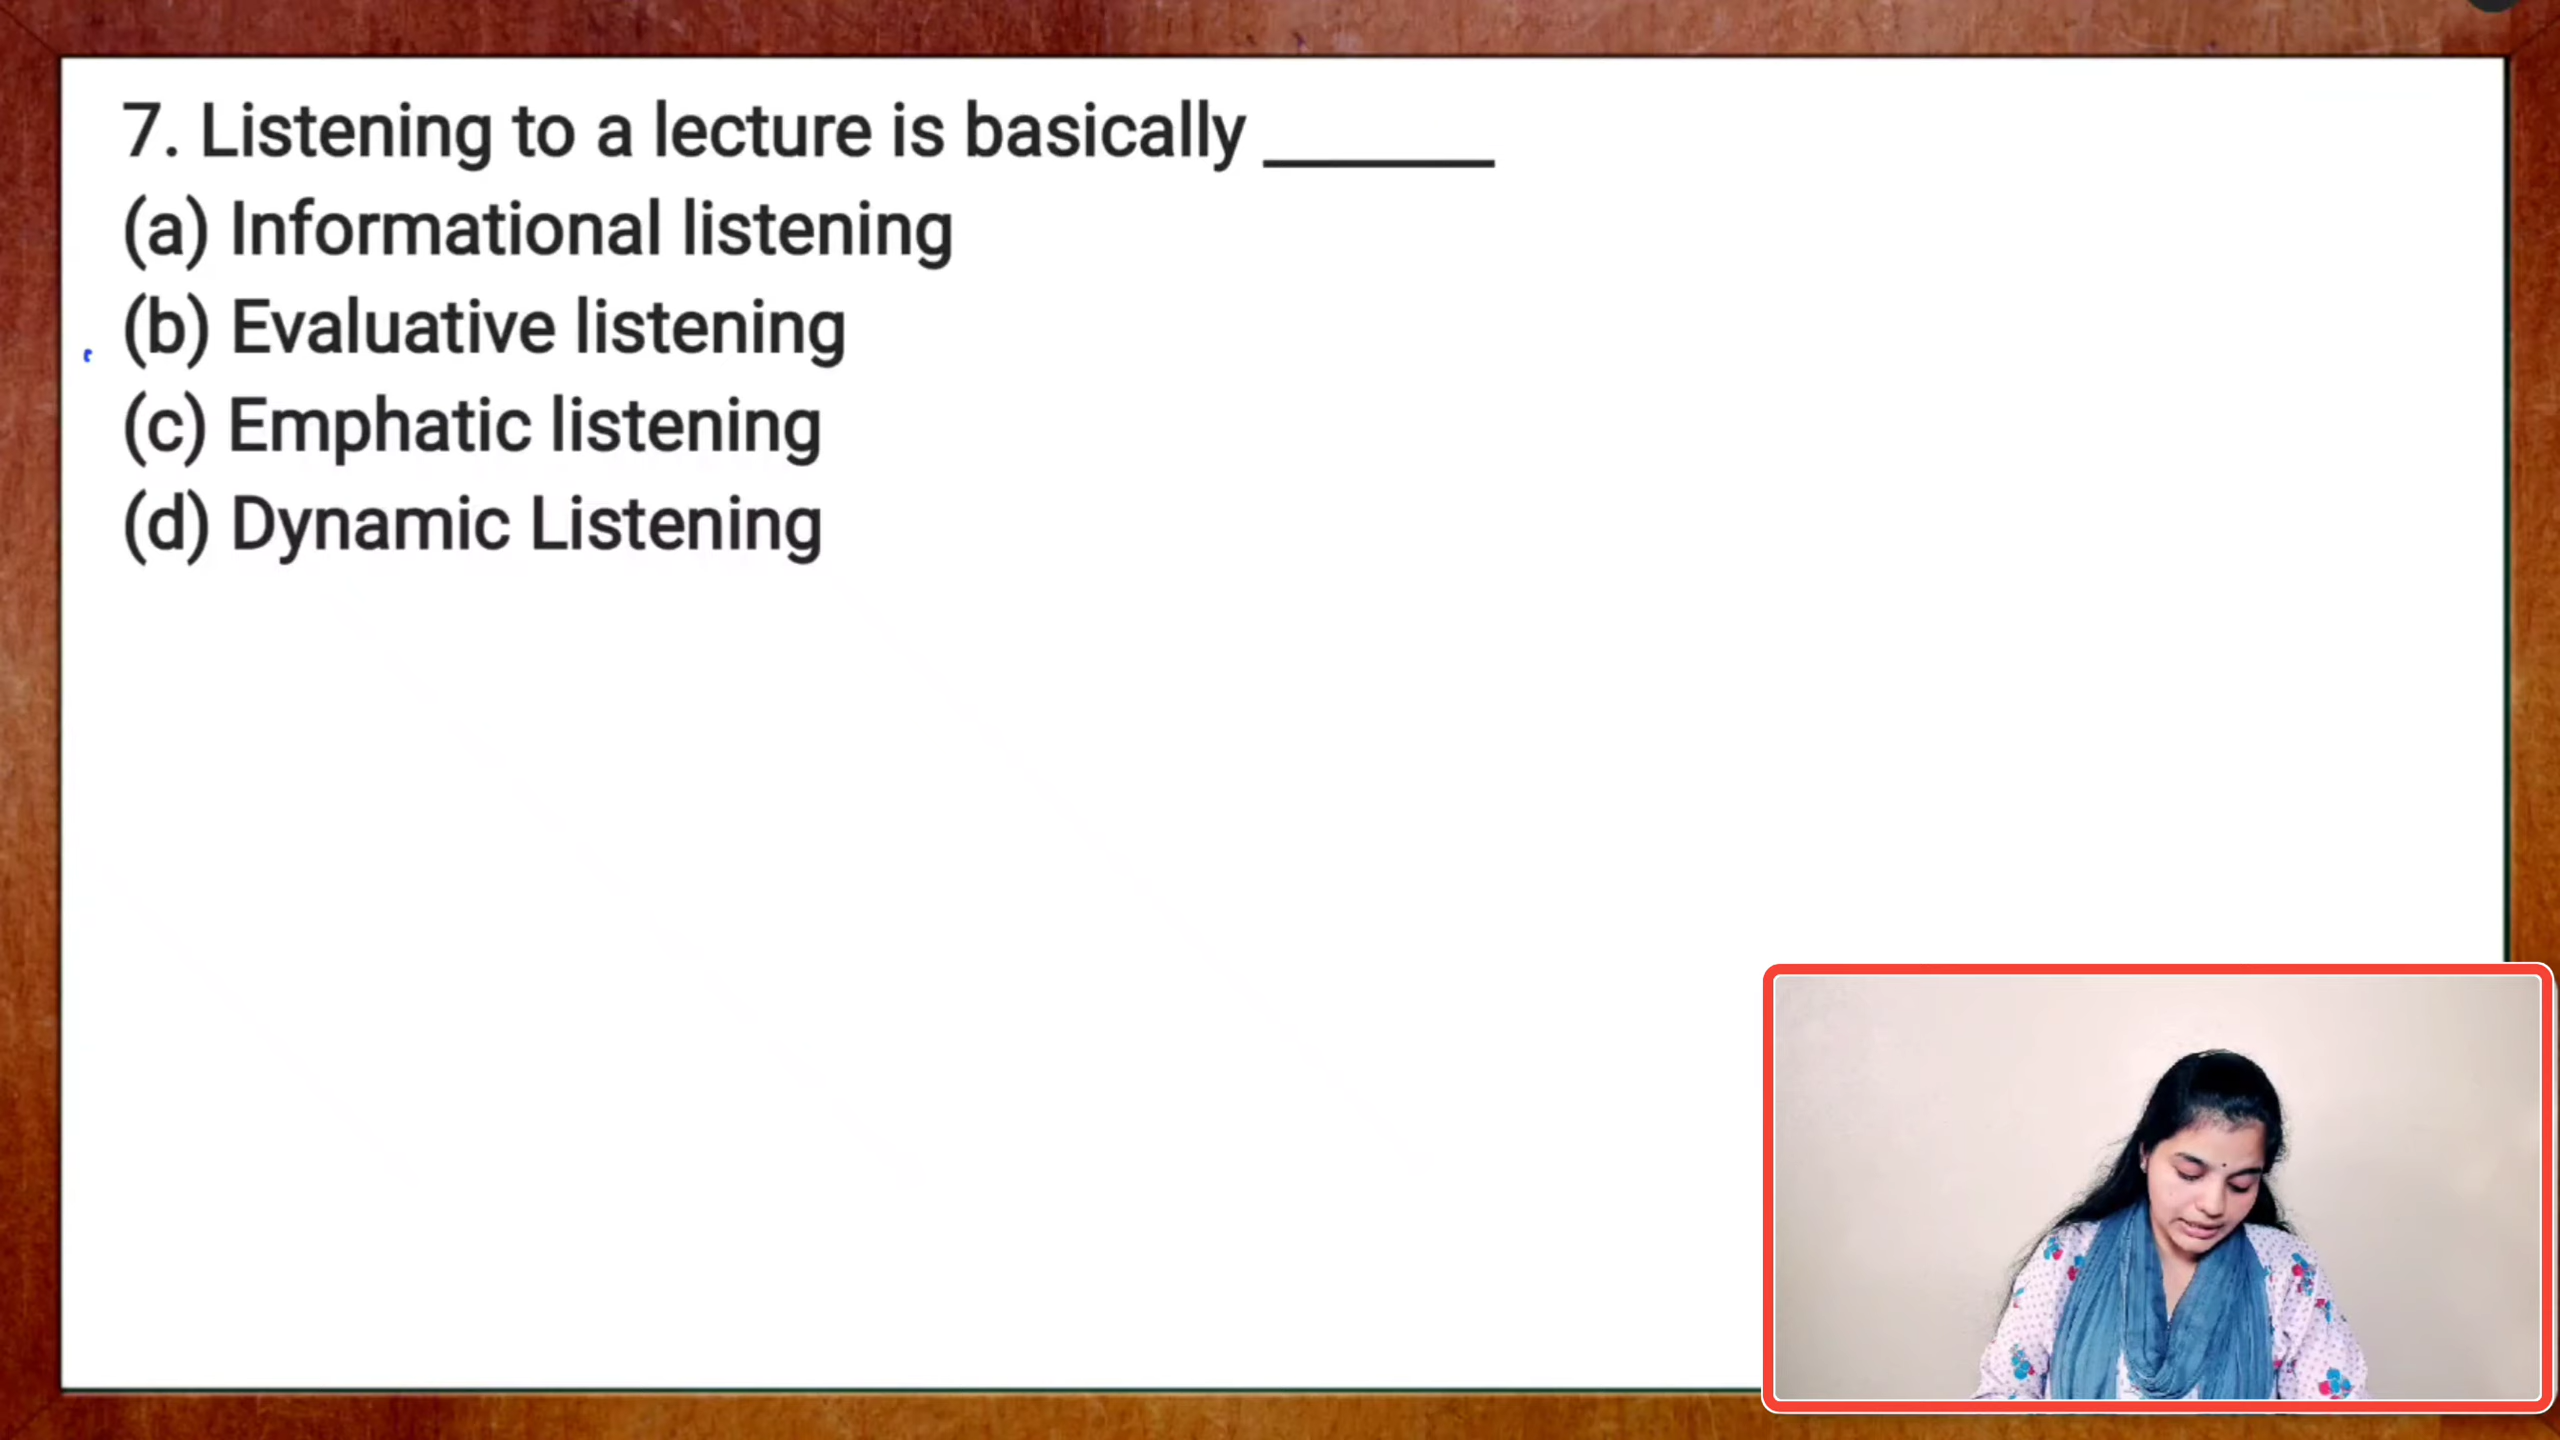 7. Listening to a lecture is basically _______
(a) Informational listening
(b) Evaluative listening
(c) Emphatic listening
(d) Dynamic Listening